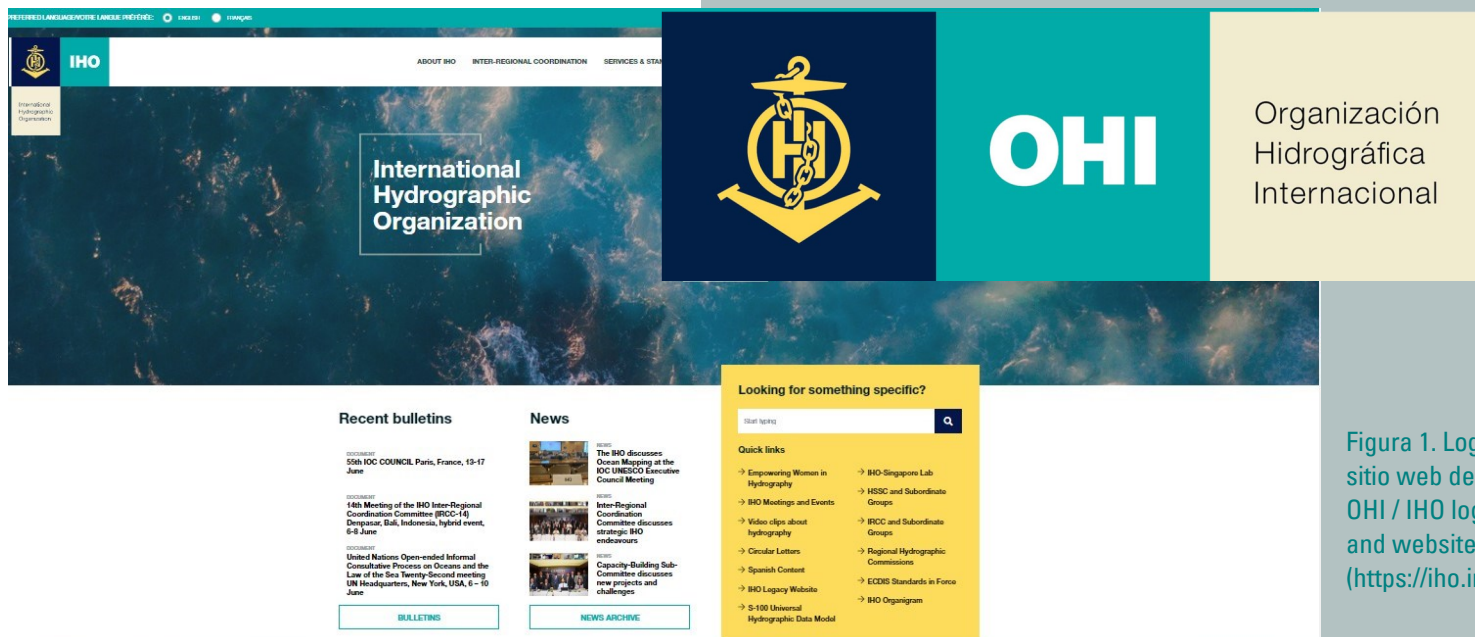 PREFERRED LANGUAGE/VOTRE LANGUE PRÉFÉRÉE:
ENGLISH
FRANÇAIS
IHO
International
Hydrographic
Organization
ABOUT IHO
INTER-REGIONAL COORDINATION
SERVICES &
International
Hydrographic
Organization
OHI
Organización
Hidrográfica
Internacional
Recent bulletins
DOCUMENT
55th IOC COUNCIL Paris, France, 13-17
June
DOCUMENT
14th Meeting of the IHO Inter-Regional
Coordination Committee (IRCC-14)
Denpasar, Bali, Indonesia, hybrid event,
6-8 June
DOCUMENT
United Nations Open-ended Informal
Consultative Process on Oceans and the
Law of the Sea Twenty-Second meeting
UN Headquarters, New York, USA, 6 – 10
June
BULLETINS
News
NEWS
The IHO discusses
Ocean Mapping at the
IOC UNESCO Executive
Council Meeting
NEWS
Inter-Regional
Coordination
Committee discusses
strategic IHO
endeavours
NEWS
Capacity-Building Sub-
Committee discusses
new projects and
challenges
NEWS ARCHIVE
Looking for something specific?
Start typing
Quick links
→ Empowering Women in
Hydrography
→ IHO Meetings and Events
→ Video clips about
hydrography
→ Circular Letters
→ Spanish Content
→ IHO Legacy Website
→ S-100 Universal
Hydrographic Data Model
→ IHO-Singapore Lab
→ HSSC and Subordinate
Groups
→ IRCC and Subordinate
Groups
→ Regional Hydrographic
Commissions
→ ECDIS Standards in Force
→ IHO Organigram
Figura 1.
sitio web
OHI / IHO
and website